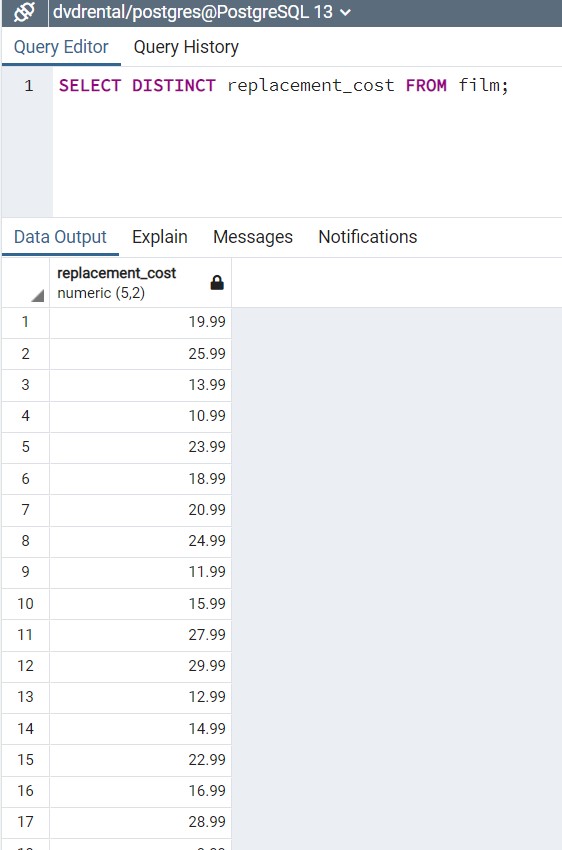 dvdrental/postgres@PostgreSQL 13
Query Editor Query History
1 SELECT DISTINCT replacement_cost FROM film;
Data Output Explain Messages Notifications
replacement_cost
numeric (5,2)
1 19.99
2 25.99
3 13.99
4 10.99
5 23.99
6 18.99
7 20.99
8 24.99
9 11.99
10 15.99
11 27.99
12 29.99
13 12.99
14 14.99
15 22.99
16 16.99
17 28.99